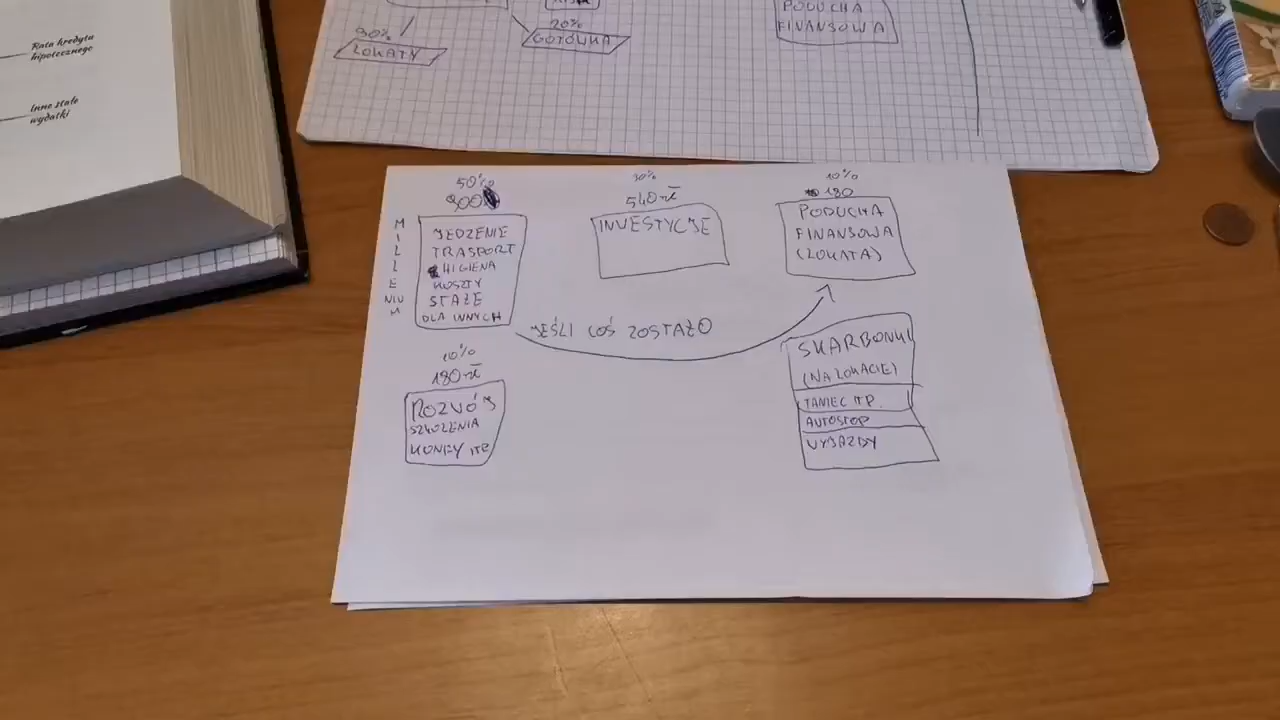 Rata kredytu
hipotecznego
Inne stałe
wydatki
80%
LOKATY
20%
GOTÓWKA
PODUCHA
FINANSOWA
50%
900
MILLENIUM
JEDZENIE
TRASPORT
HIGIENA
KOSZTY
STAŁE
DLA INNYCH
30%
540 zł
INVESTYCJE
10%
180
PODUCHA
FINANSOWA
(LOKATA)
JEŚLI COŚ ZOSTAŁO
10%
180 zł
ROZWÓJ
SZKOLENIA
KONFY ITP
SKARBONKI
(NA LOKACIE)
TANIEC ITP.
AUTOSTOP
WYJAZDY